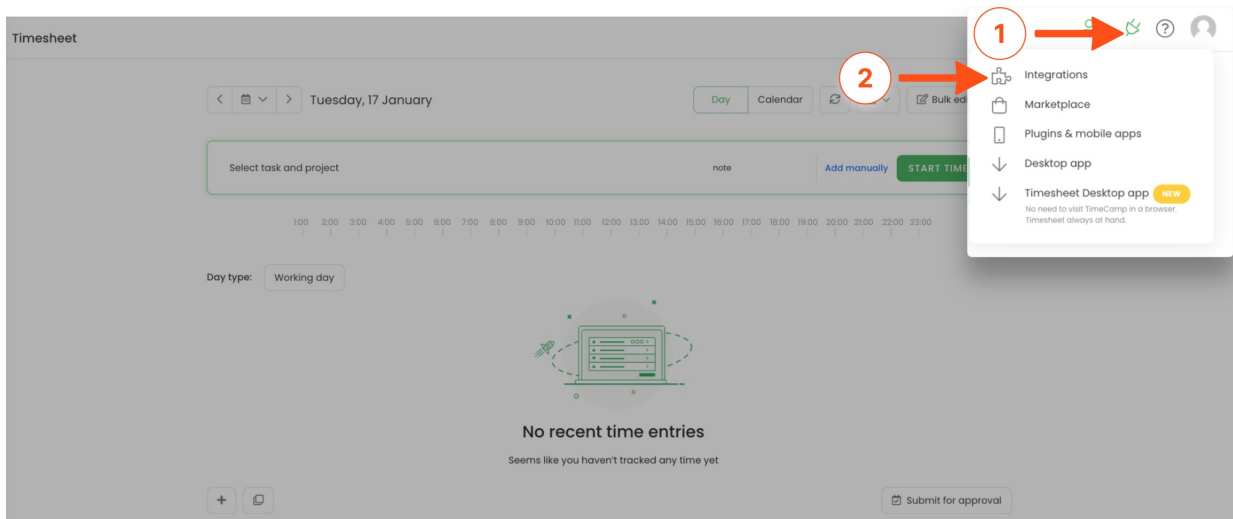 Timesheet
1
2
Tuesday, 17 January
Day
Calendar
Bulk edi
Integrations
Marketplace
Plugins & mobile apps
Desktop app
Timesheet Desktop app NEW
No need to visit TimeCamp in a browser.
Timesheet always at hand.
Select task and project
note
Add manually
START TIME
1:00 2:00 3:00 4:00 5:00 6:00 7:00 8:00 9:00 10:00 11:00 12:00 13:00 14:00 15:00 16:00 17:00 18:00 19:00 20:00 21:00 22:00 23:00
Day type:
Working day
No recent time entries
Seems like you haven't tracked any time yet
Submit for approval